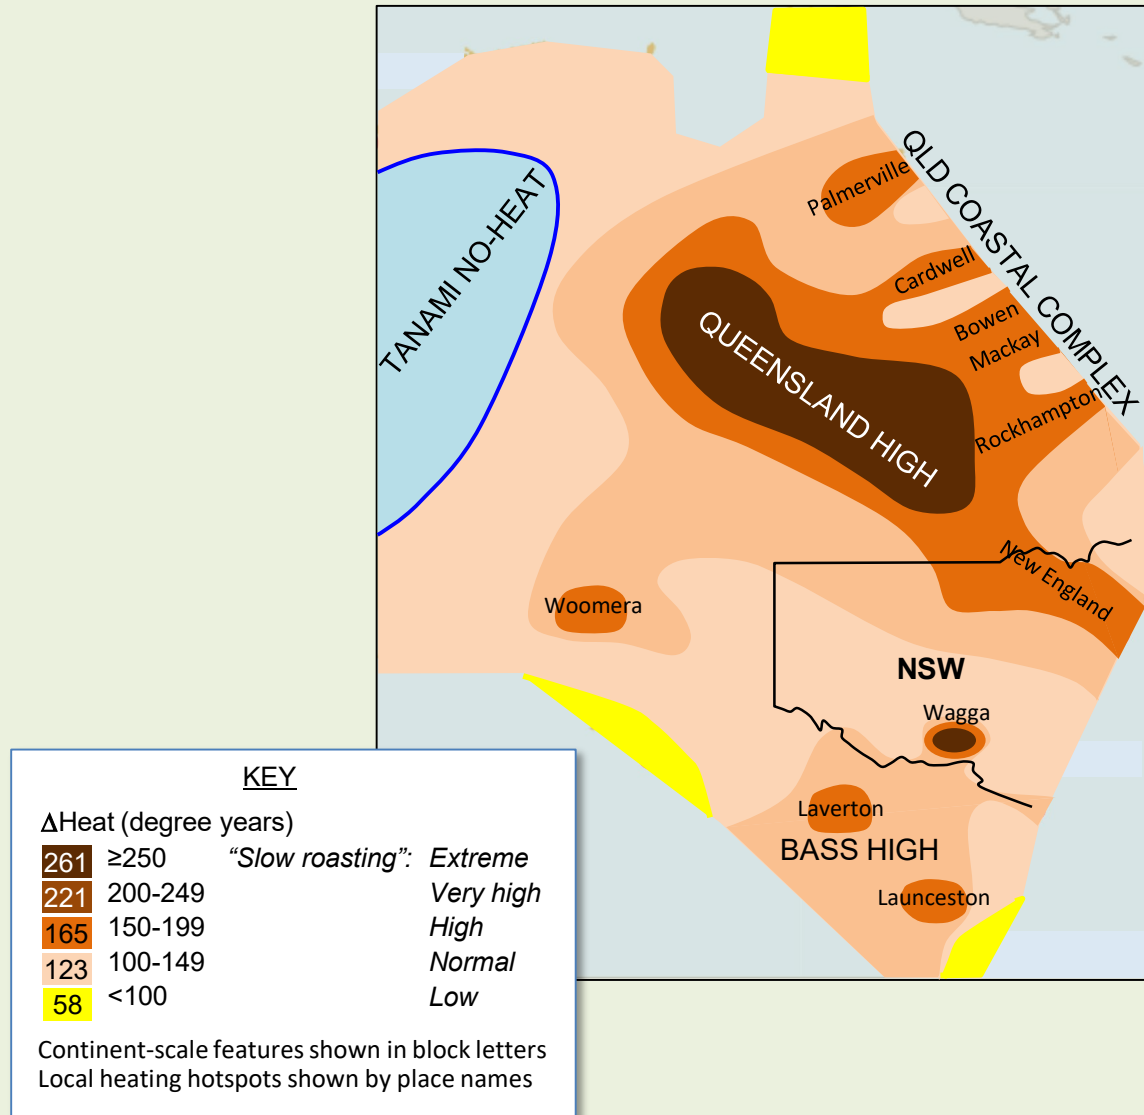 QLD COASTAL COMPLEX
Palmerville
TANAMI NO-HEAT
Cardwell
Bowen
Mackay
QUEENSLAND HIGH
Rockhampton
New England
Woomera
NSW
Wagga
Laverton
BASS HIGH
Launceston
KEY
ΔHeat (degree years)
261 ≥250 “Slow roasting”: Extreme
221 200-249 Very high
165 150-199 High
123 100-149 Normal
58 <100 Low
Continent-scale features shown in block letters
Local heating hotspots shown by place names